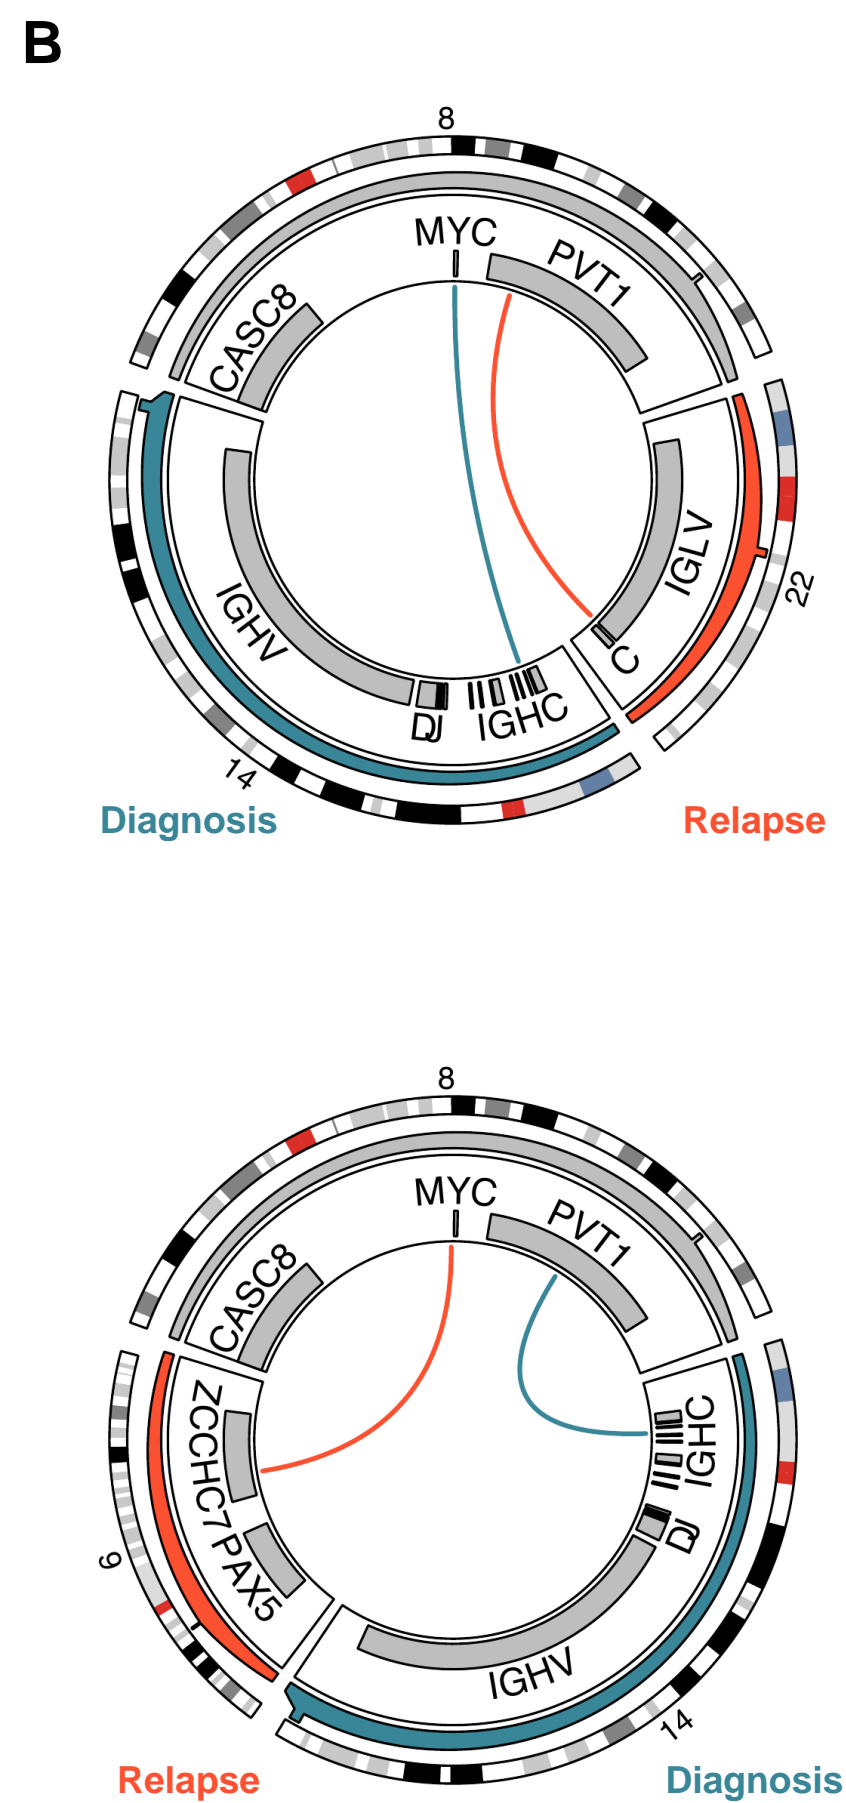 B
8
MYC
PVT1
CASC8
IGHV
DJ
IGHC
C
IGLV
22
14
Diagnosis
Relapse
8
MYC
PVT1
CASC8
ZCCHC7
PAX5
IGHC
DJ
IGHV
9
14
Relapse
Diagnosis